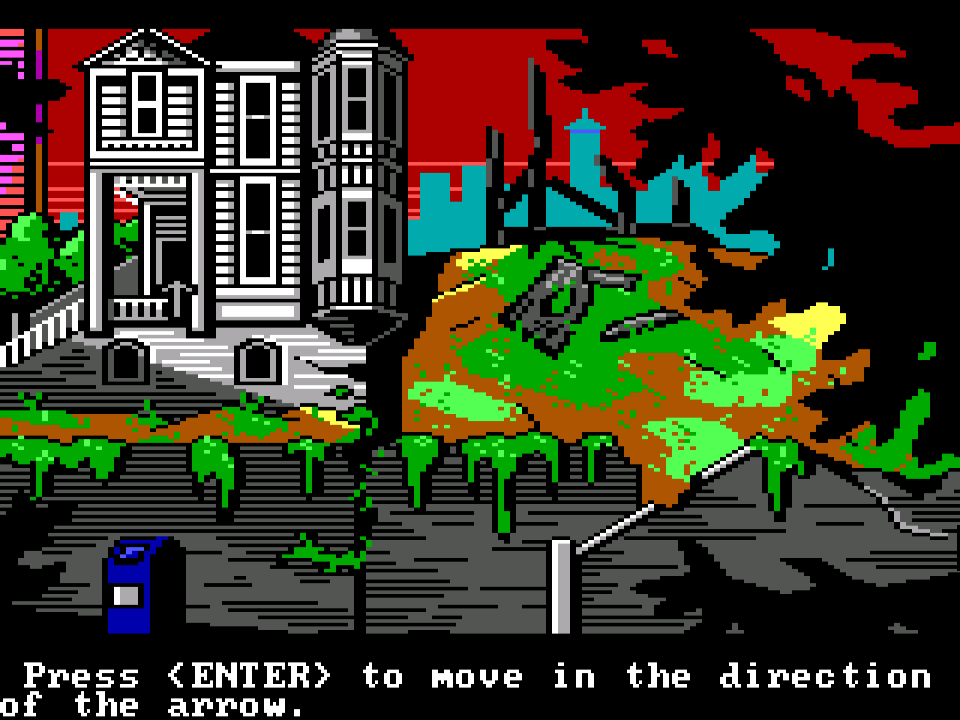 Press <ENTER> to move in the direction
of the arrow.